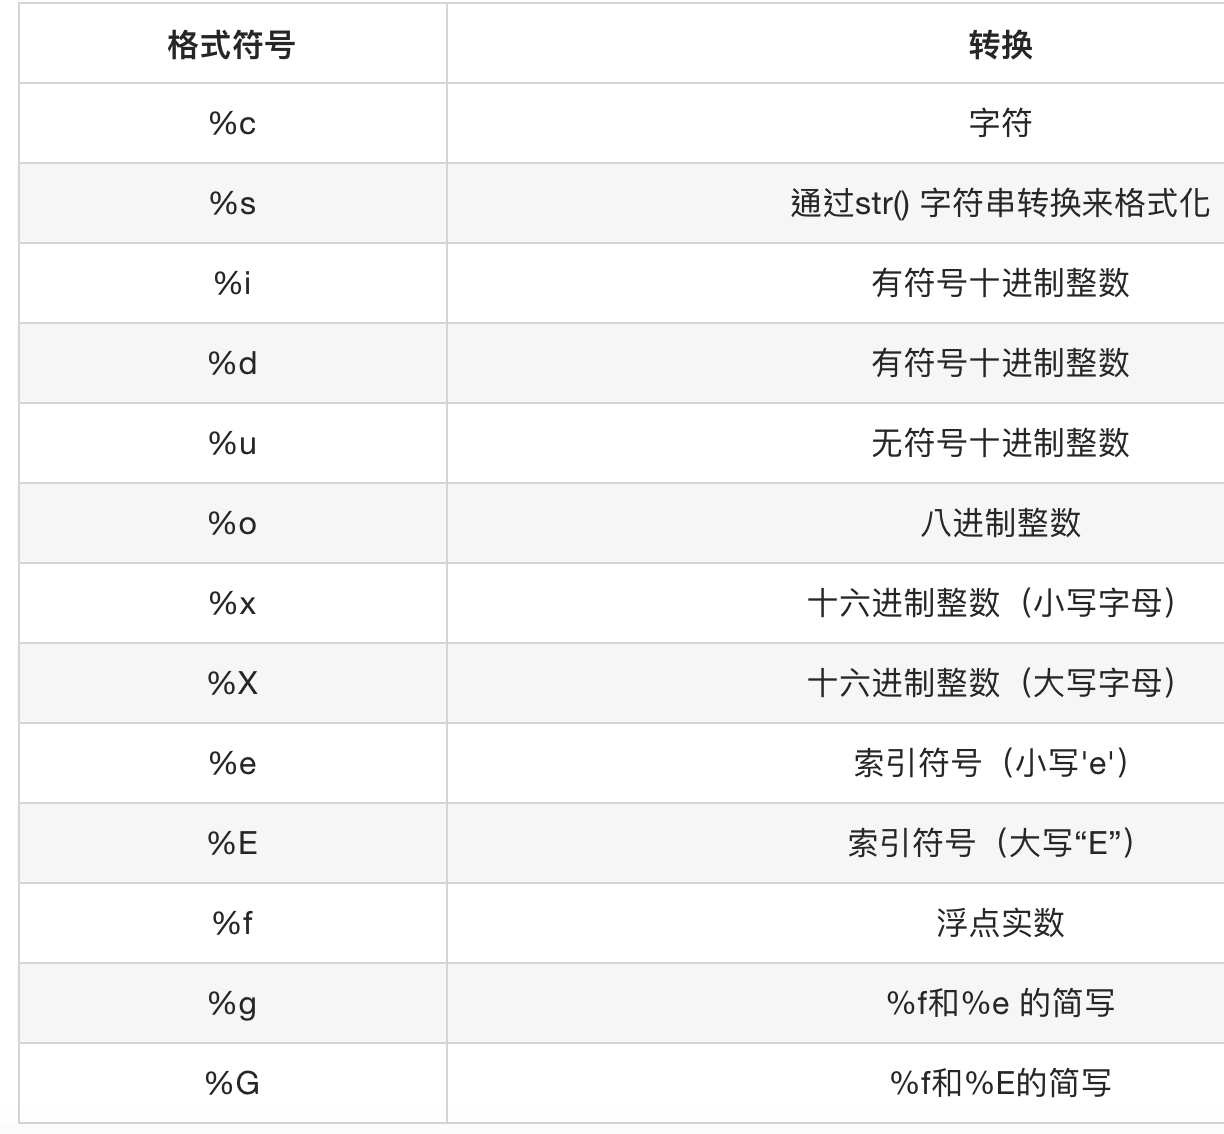 格式符号 转换
%c 字符
%s 通过str() 字符串转换来格式化
%i 有符号十进制整数
%d 有符号十进制整数
%u 无符号十进制整数
%o 八进制整数
%x 十六进制整数（小写字母）
%X 十六进制整数（大写字母）
%e 索引符号（小写'e'）
%E 索引符号（大写“E”）
%f 浮点实数
%g %f和%e 的简写
%G %f和%E的简写